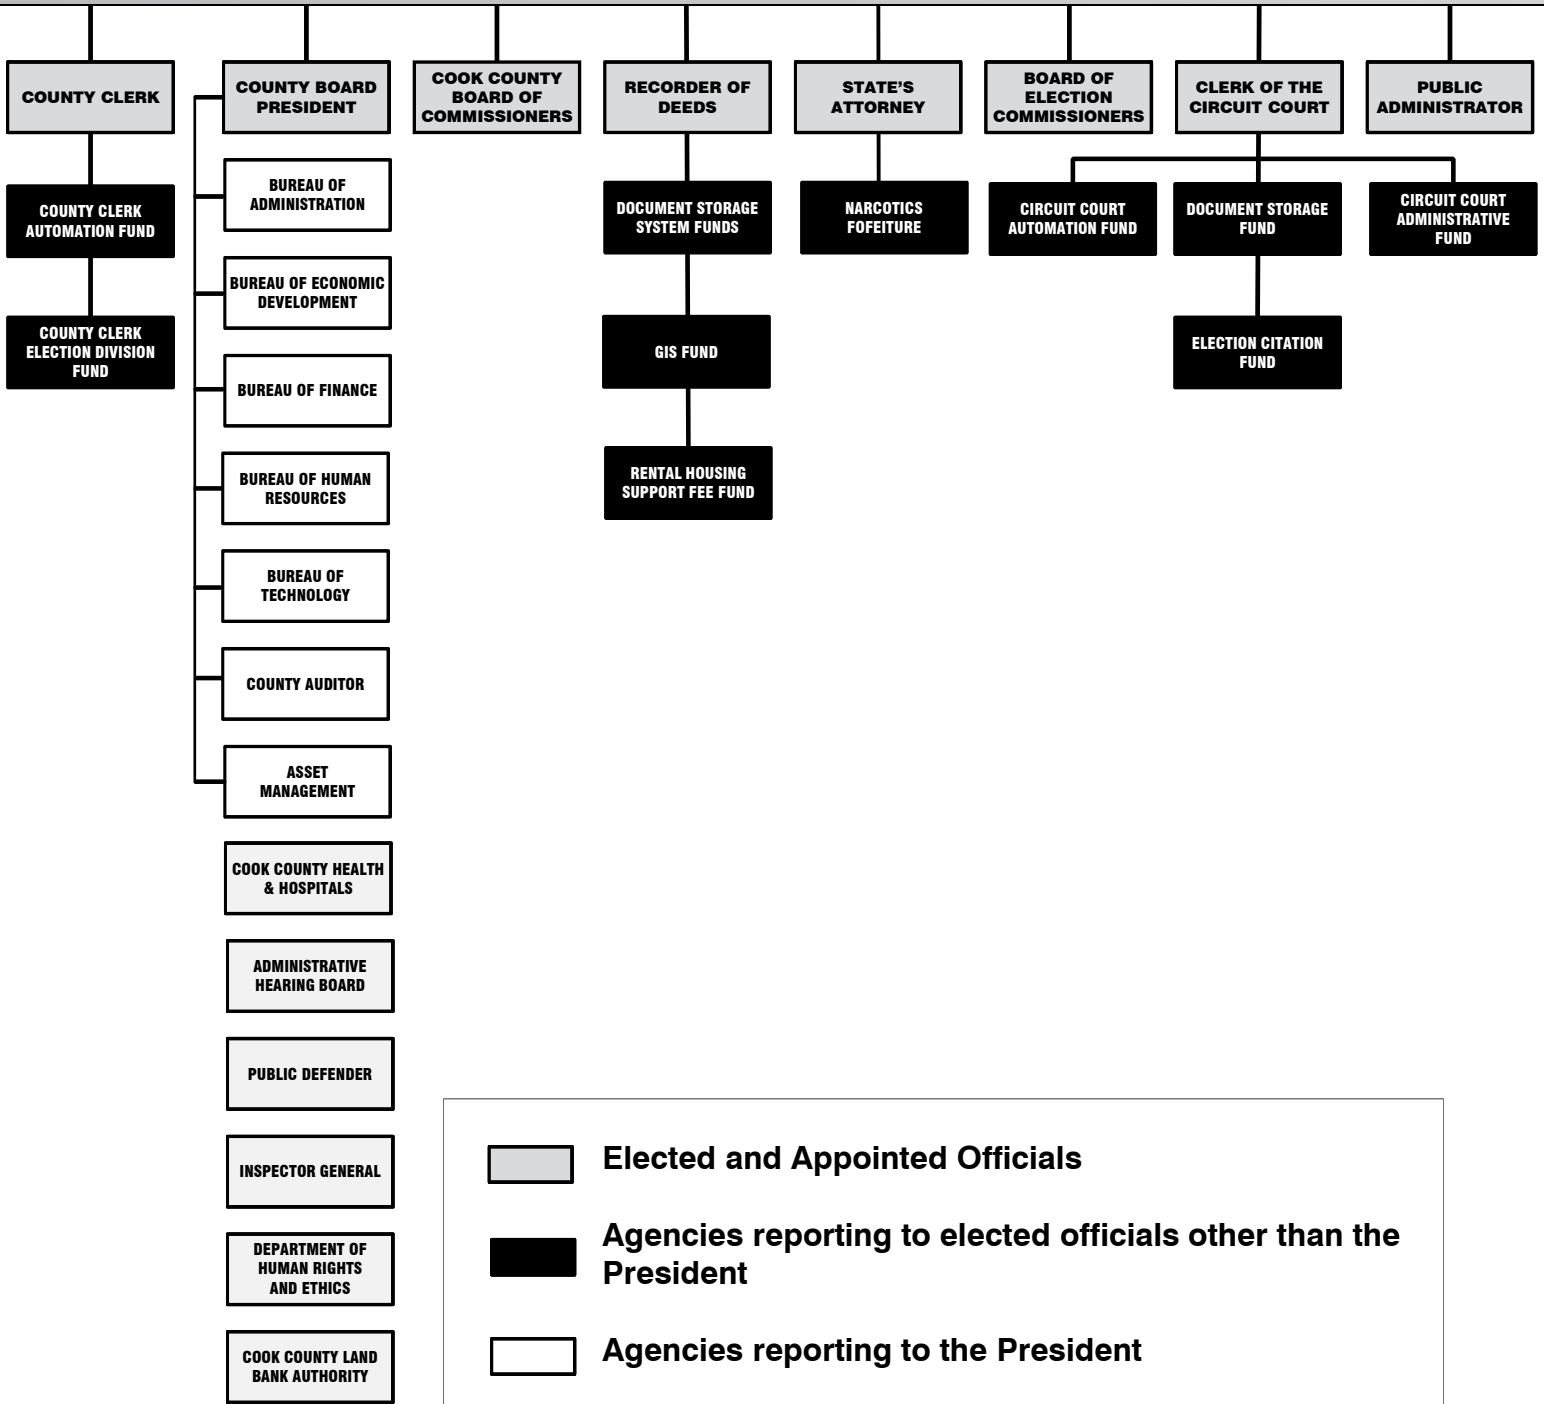 COUNTY CLERK
COUNTY BOARD
PRESIDENT
COOK COUNTY
BOARD OF
COMMISSIONERS
RECORDER OF
DEEDS
STATE'S
ATTORNEY
BOARD OF
ELECTION
COMMISSIONERS
CLERK OF THE
CIRCUIT COURT
PUBLIC
ADMINISTRATOR
COUNTY CLERK
AUTOMATION FUND
COUNTY CLERK
ELECTION DIVISION
FUND
BUREAU OF
ADMINISTRATION
BUREAU OF ECONOMIC
DEVELOPMENT
BUREAU OF FINANCE
BUREAU OF HUMAN
RESOURCES
BUREAU OF
TECHNOLOGY
COUNTY AUDITOR
ASSET
MANAGEMENT
COOK COUNTY HEALTH
& HOSPITALS
ADMINISTRATIVE
HEARING BOARD
PUBLIC DEFENDER
INSPECTOR GENERAL
DEPARTMENT OF
HUMAN RIGHTS
AND ETHICS
COOK COUNTY LAND
BANK AUTHORITY
DOCUMENT STORAGE
SYSTEM FUNDS
GIS FUND
RENTAL HOUSING
SUPPORT FEE FUND
NARCOTICS
FOFEITURE
CIRCUIT COURT
AUTOMATION FUND
DOCUMENT STORAGE
FUND
ELECTION CITATION
FUND
CIRCUIT COURT
ADMINISTRATIVE
FUND
Elected and Appointed Officials
Agencies reporting to elected officials other than the
President
Agencies reporting to the President